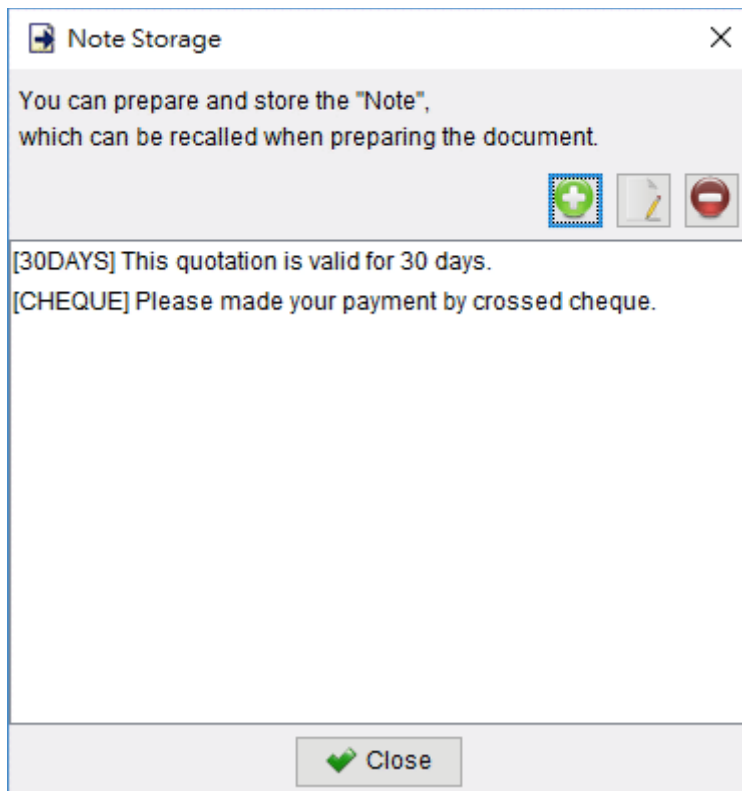 Note Storage
You can prepare and store the "Note",
which can be recalled when preparing the document.
[30DAYS] This quotation is valid for 30 days.
[CHEQUE] Please made your payment by crossed cheque.
Close